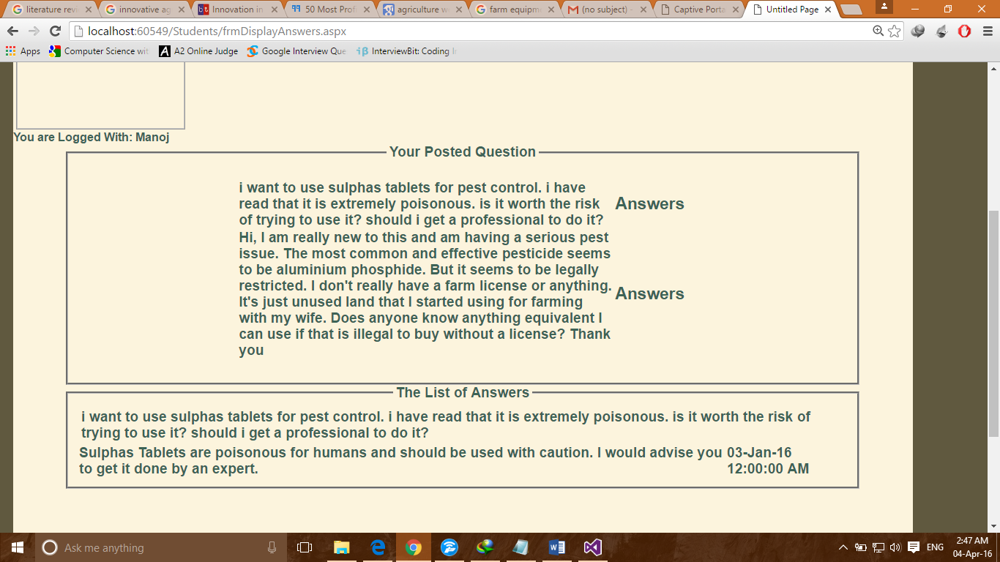 literature revi
innovative ag
Innovation in
50 Most Profi
agriculture w
farm equipme
(no subject) -
Captive Porta
Untitled Page
localhost:60549/Students/frmDisplayAnswers.aspx
Apps
Computer Science wit
A2 Online Judge
Google Interview Que
InterviewBit: Coding In
You are Logged With: Manoj
Your Posted Question
i want to use sulphas tablets for pest control. i have
read that it is extremely poisonous. is it worth the risk
of trying to use it? should i get a professional to do it?
Answers
Hi, I am really new to this and am having a serious pest
issue. The most common and effective pesticide seems
to be aluminium phosphide. But it seems to be legally
restricted. I don't really have a farm license or anything.
It's just unused land that I started using for farming
with my wife. Does anyone know anything equivalent I
can use if that is illegal to buy without a license? Thank
you
Answers
The List of Answers
i want to use sulphas tablets for pest control. i have read that it is extremely poisonous. is it worth the risk of
trying to use it? should i get a professional to do it?
Sulphas Tablets are poisonous for humans and should be used with caution. I would advise you
to get it done by an expert.
03-Jan-16
12:00:00 AM
Ask me anything
ENG
2:47 AM
04-Apr-16